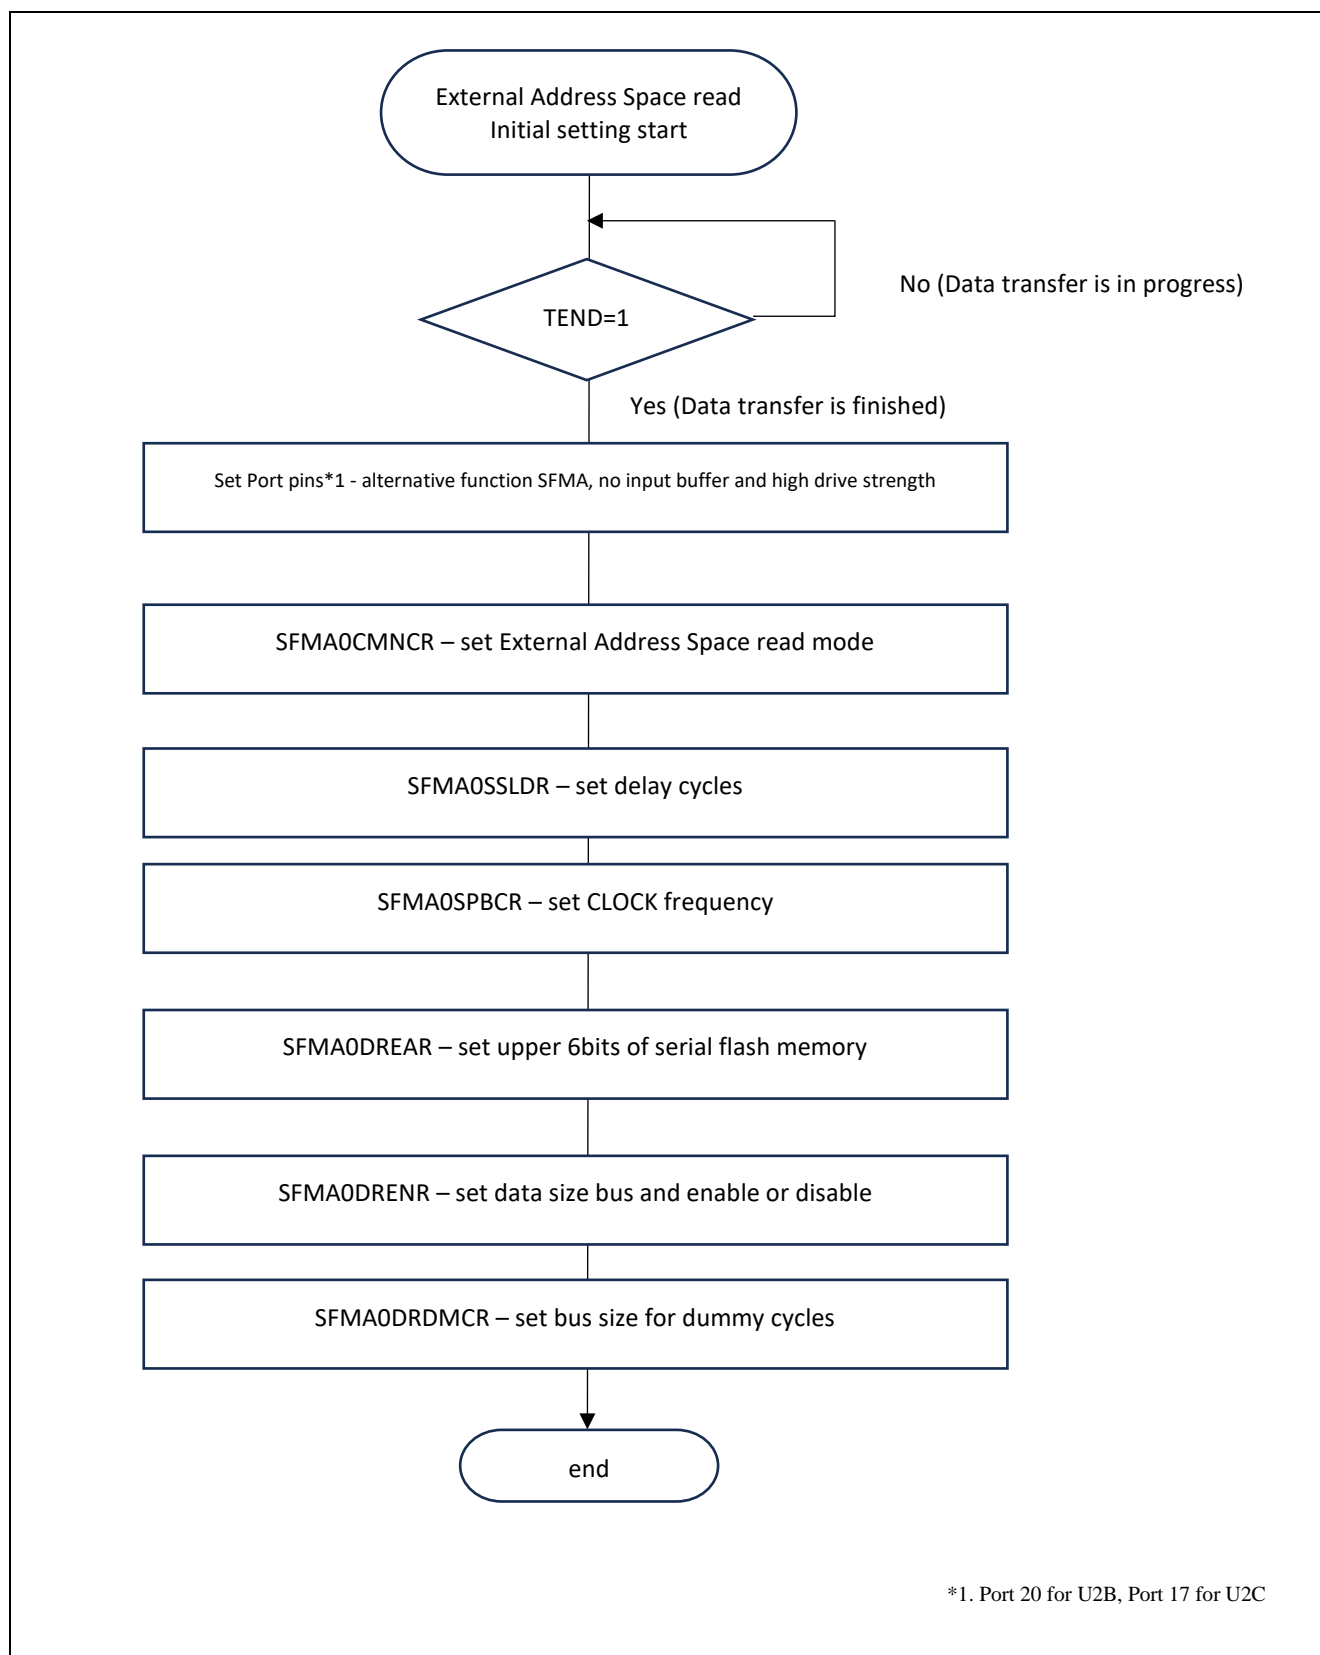 External Address Space read
Initial setting start
No (Data transfer is in progress)
TEND=1
Yes (Data transfer is finished)
Set Port pins*1 - alternative function SFMA, no input buffer and high drive strength
SFMA0CMNCR – set External Address Space read mode
SFMA0SSLDR – set delay cycles
SFMA0SPBCR – set CLOCK frequency
SFMA0DREAR – set upper 6bits of serial flash memory
SFMA0DRENR – set data size bus and enable or disable
SFMA0DRDMCR – set bus size for dummy cycles
end
*1. Port 20 for U2B, Port 17 for U2C